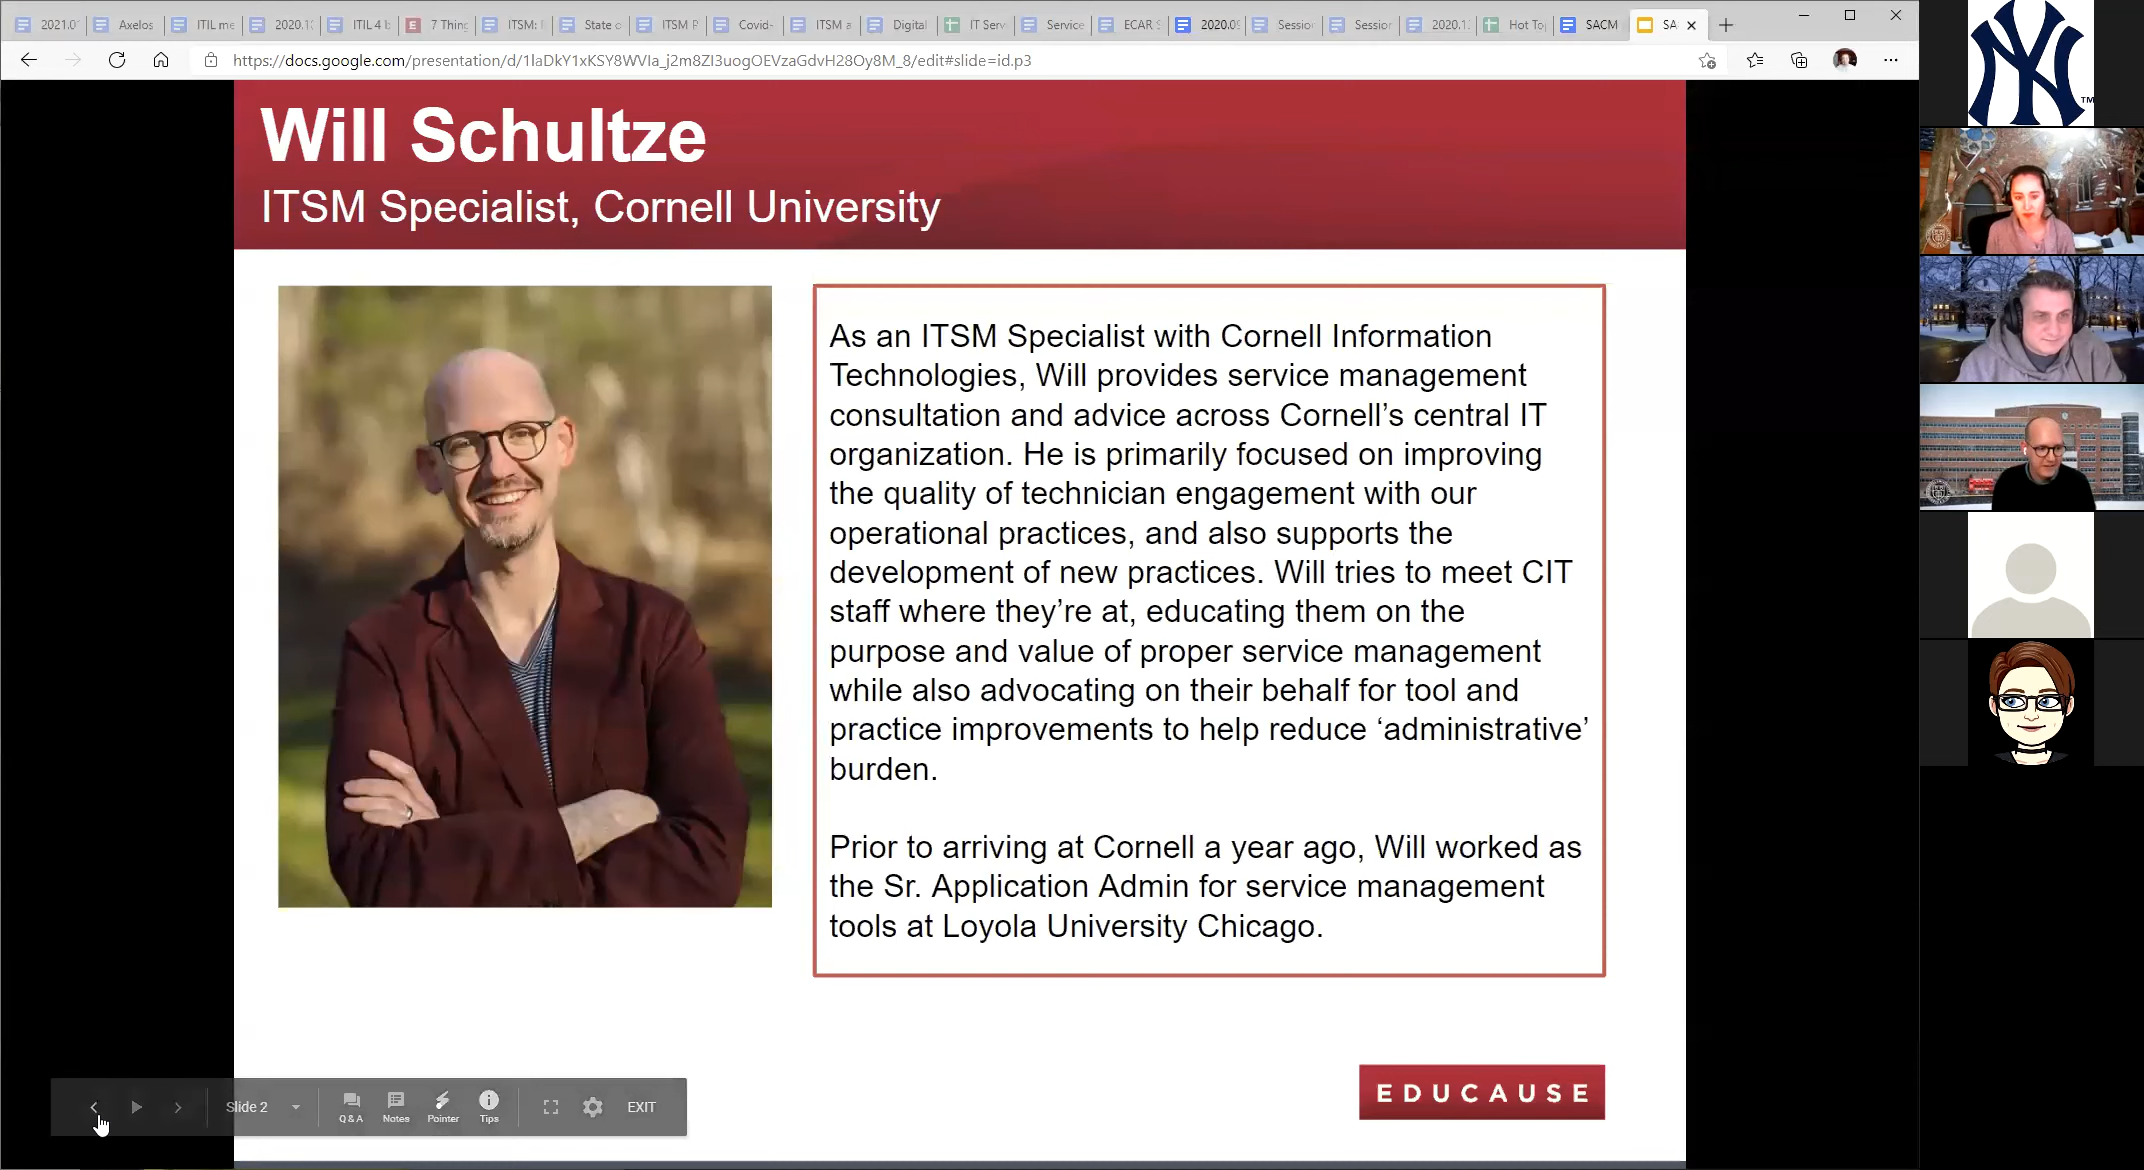 2021.0
Axelos
ITIL me
2020.10
ITIL 4 b
7 Thing
ITSM:
State o
ITSM P
Covid-
ITSM a
Digital
IT Serv
Service
ECAR S
2020.09
Session
Session
2020.1
Hot To
SACM
SA
https://docs.google.com/presentation/d/1laDkY1xKSY8WVIa_j2m8ZI3uogOEVzaGdvH28Oy8M_8/edit#slide=id.p3
Will Schultze
ITSM Specialist, Cornell University
As an ITSM Specialist with Cornell Information
Technologies, Will provides service management
consultation and advice across Cornell’s central IT
organization. He is primarily focused on improving
the quality of technician engagement with our
operational practices, and also supports the
development of new practices. Will tries to meet CIT
staff where they’re at, educating them on the
purpose and value of proper service management
while also advocating on their behalf for tool and
practice improvements to help reduce ‘administrative’
burden.
Prior to arriving at Cornell a year ago, Will worked as
the Sr. Application Admin for service management
tools at Loyola University Chicago.
EDUCAUSE
Slide 2
Q & A
Notes
Pointer
Tips
EXIT
NY
TM